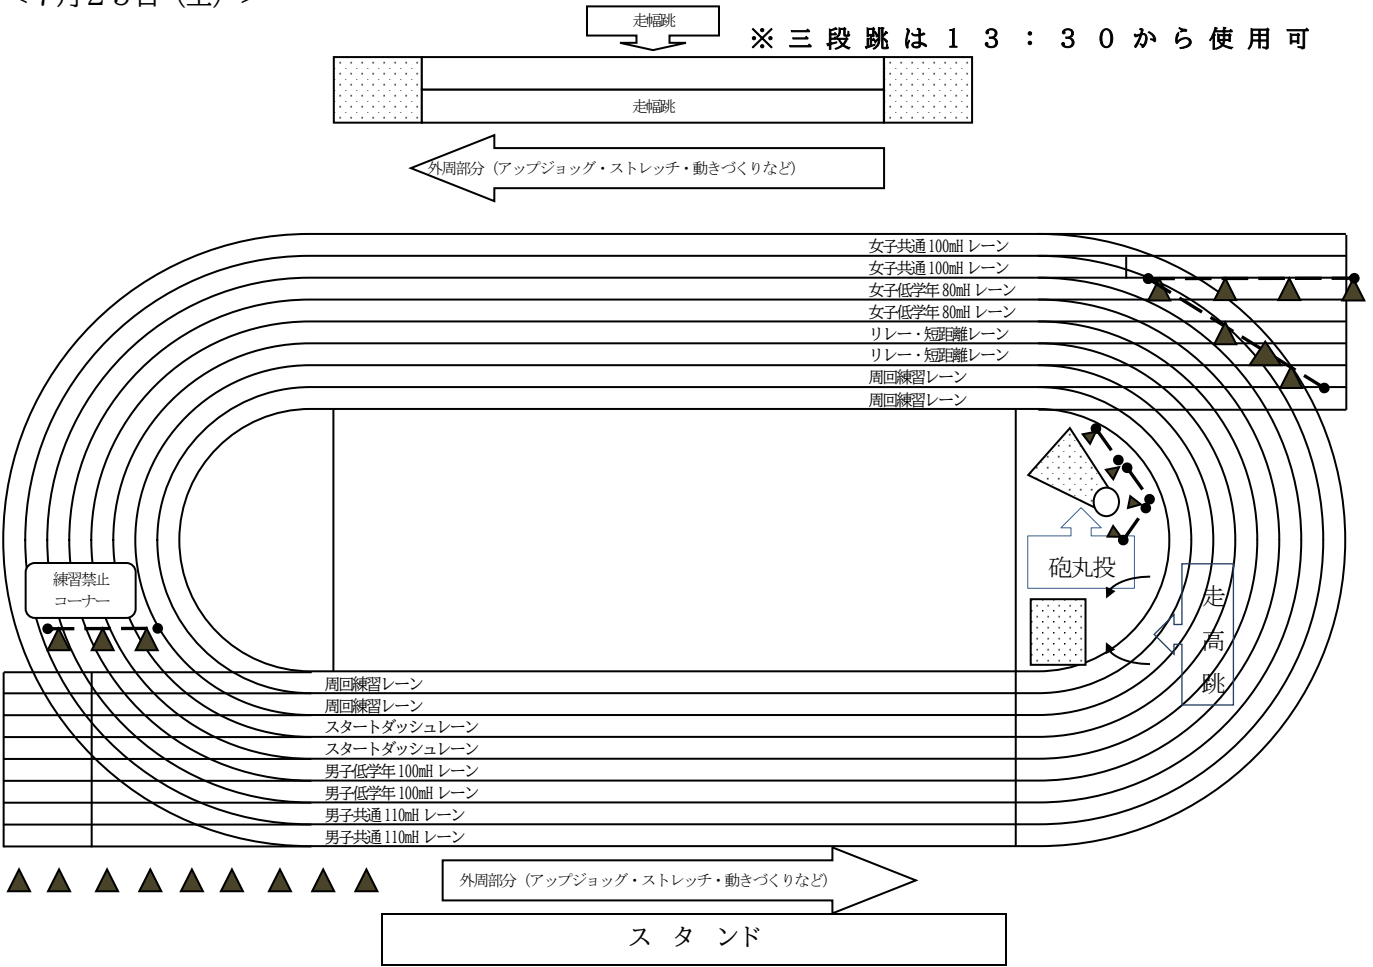 ＜７月２５日（土）＞
走幅跳
※三段跳は１３：３０から使用可
走幅跳
外周部分（アップジョッグ・ストレッチ・動きづくりなど）
女子共通100mHレーン
女子共通100mHレーン
女子低学年80mHレーン
女子低学年80mHレーン
リレー・短距離レーン
リレー・短距離レーン
周回練習レーン
周回練習レーン
砲丸投
練習禁止
コーナー
走
高
跳
周回練習レーン
周回練習レーン
スタートダッシュレーン
スタートダッシュレーン
男子低学年100mHレーン
男子低学年100mHレーン
男子共通110mHレーン
男子共通110mHレーン
外周部分（アップジョッグ・ストレッチ・動きづくりなど）
スタンド